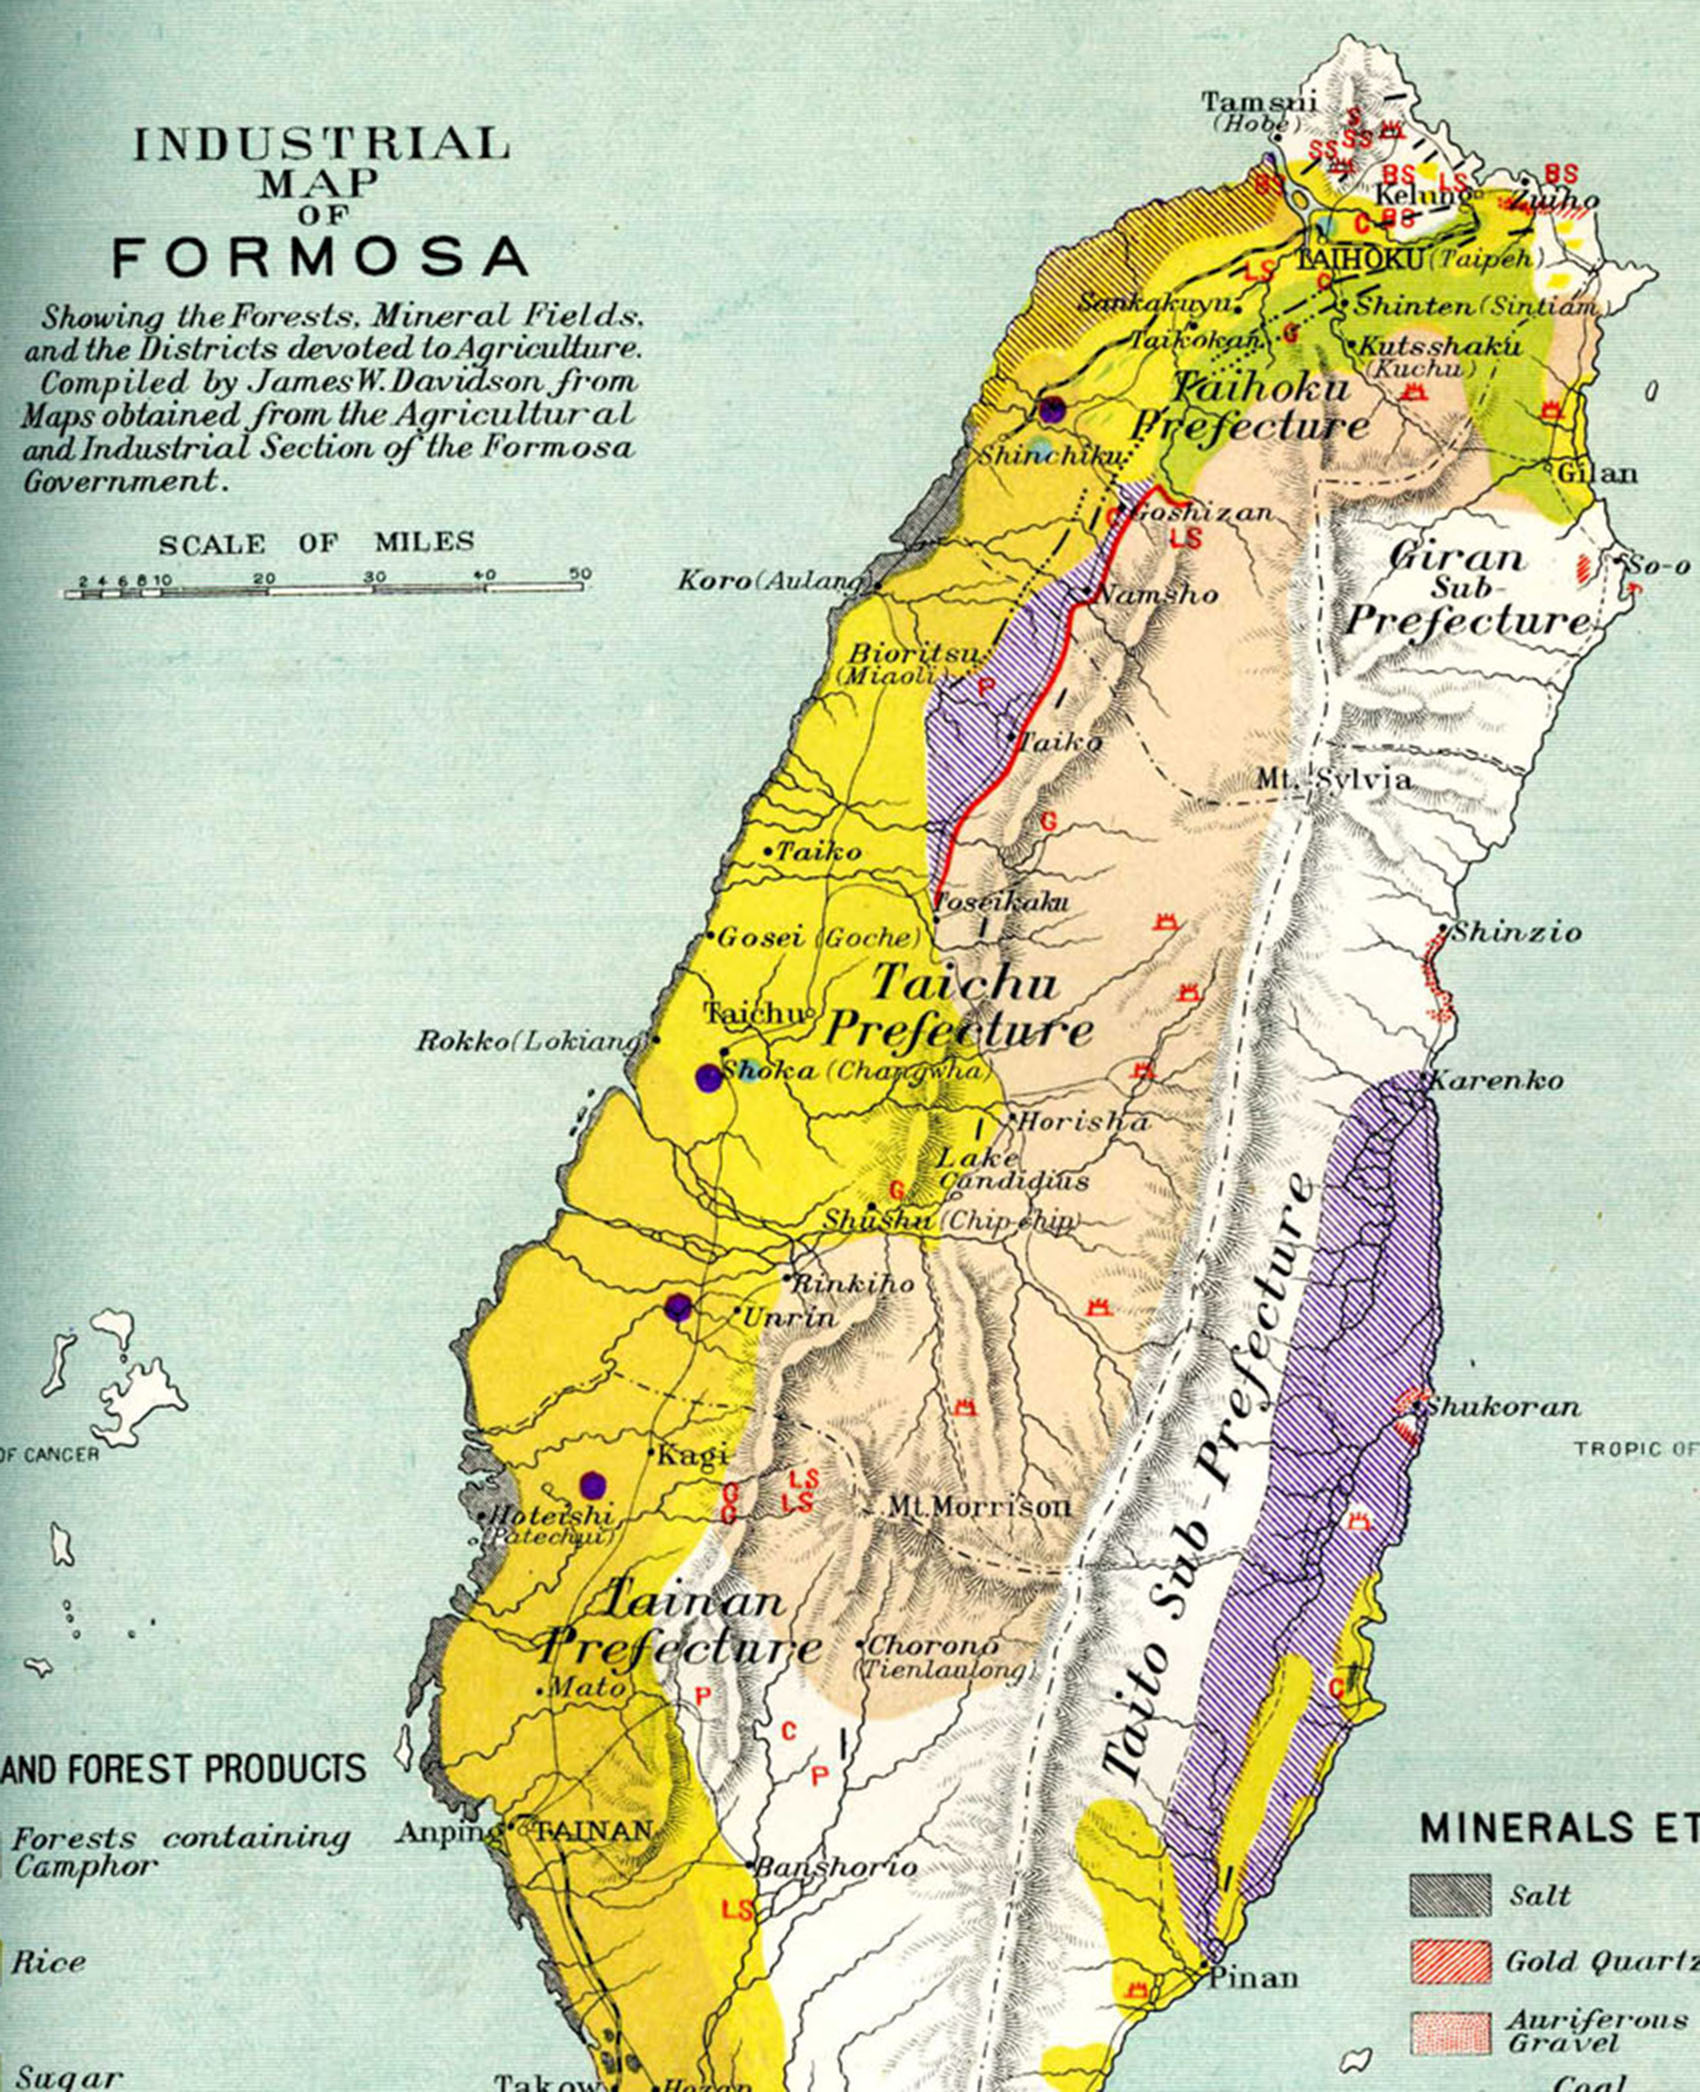 INDUSTRIAL
MAP
OF
FORMOSA
Showing the Forests, Mineral Fields,
and the Districts devoted to Agriculture.
Compiled by James W. Davidson from
Maps obtained from the Agricultural
and Industrial Section of the Formosa
Government.
SCALE OF MILES
2 4 6 8 10 20 30 40 50
Tamsui
(Hobe)
S
SS
SS
BS
BS
LS
BS
Kelung
Zuiho
C
BS
TAIHOKU (Taipeh)
LS
C
Sankakuyu
Shinten (Sintiam)
Taikokan
G
Kutsshaku
(Kuchu)
Taihoku
Prefecture
Shinchiku
Gilan
Goshizan
C
LS
Giran
Sub-
Prefecture
So-o
Koro (Aulang)
Namsho
Bioritsu
(Miaoli)
P
Taiko
Mt. Sylvia
G
Taiko
Toseikaku
Gosei (Goche)
Shinzio
Taichu
Prefecture
Taichu
Rokko (Lokiang)
Shoka (Changwha)
Karenko
Horisha
Lake
Candidius
G
Shushu (Chip-chip)
Rinkiho
Unrin
Taito Sub-Prefecture
Shukoran
OF CANCER
TROPIC OF
Kagi
G
G
LS
LS
Mt. Morrison
Hoteishi
(Patechui)
Tainan
Prefecture
Chorono
(Tienlaulong)
Mato
P
C
C
P
AND FOREST PRODUCTS
Forests containing
Camphor
Anping
TAINAN
Banshorio
LS
MINERALS ET
Salt
Rice
Gold Quartz
Pinan
Auriferous
Gravel
Sugar
Takow
Hozan
Coal